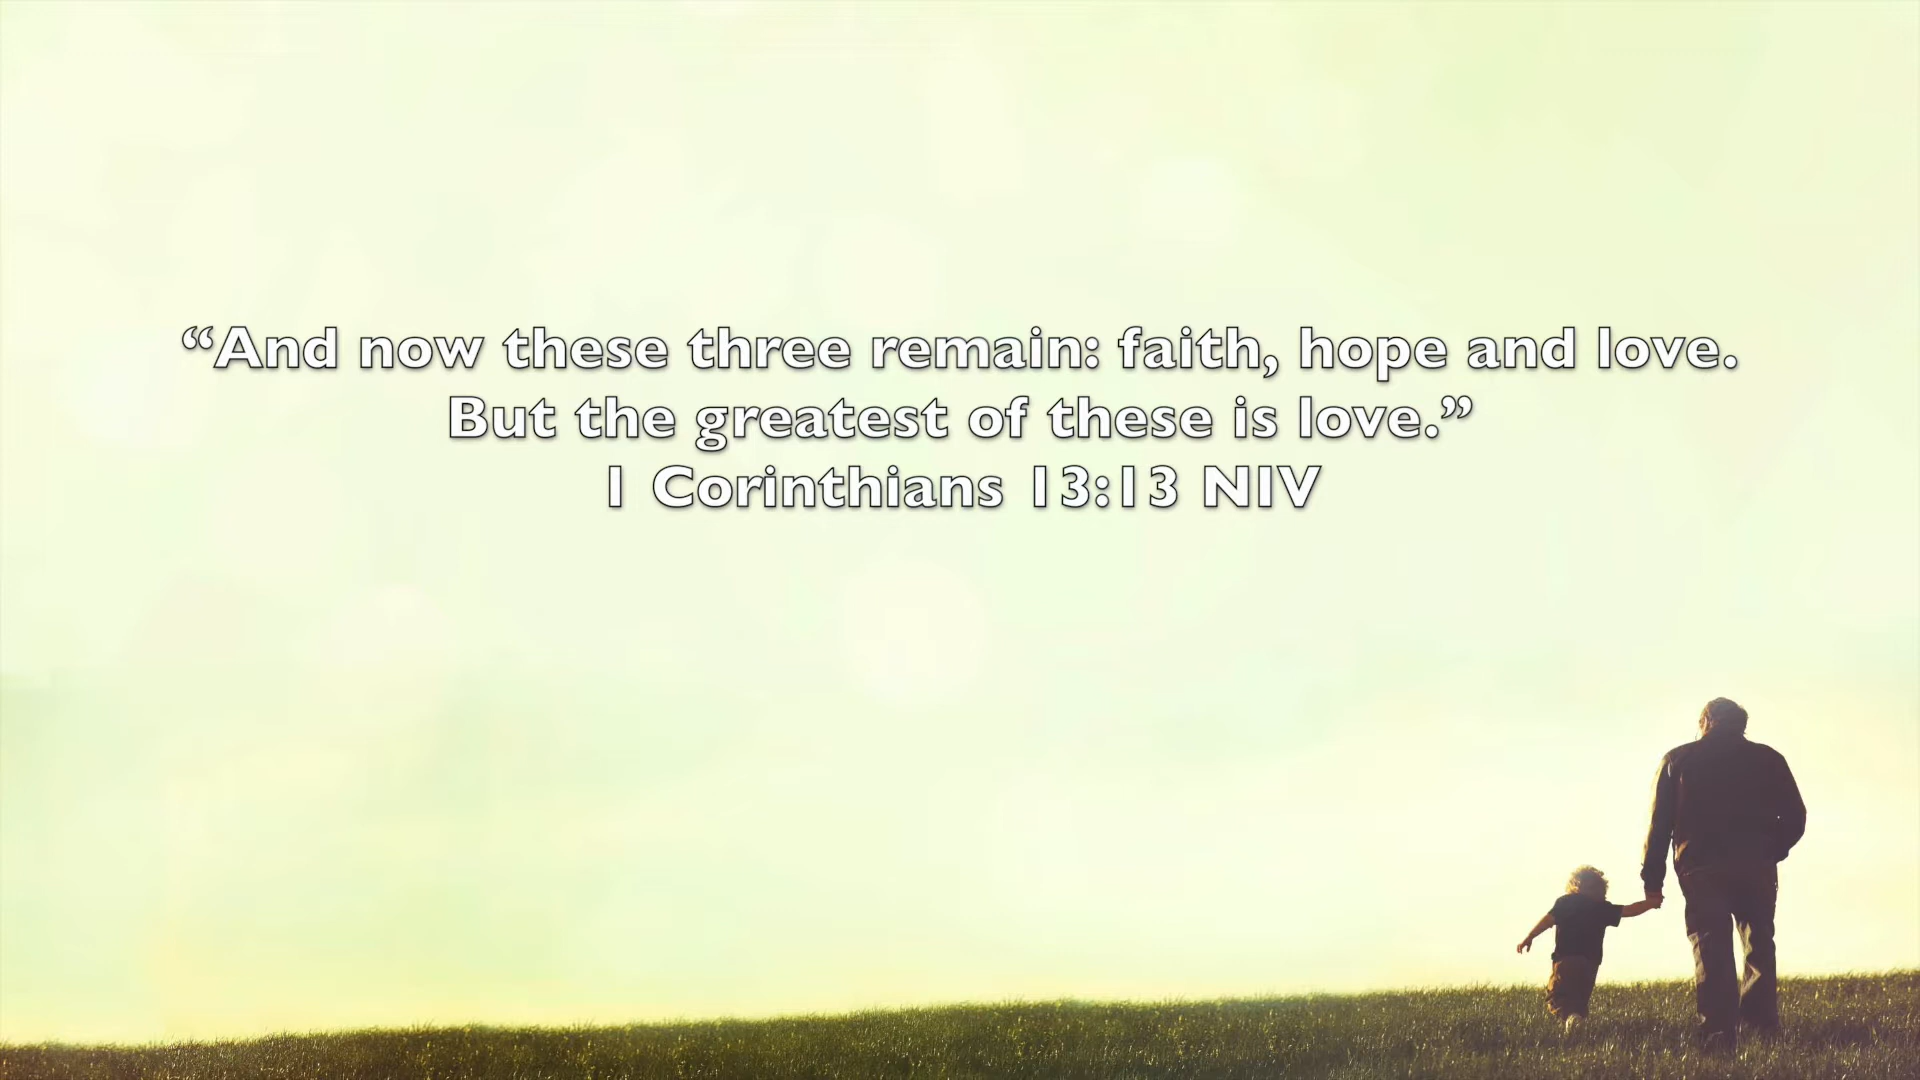 “And now these three remain: faith, hope and love.
But the greatest of these is love.”
1 Corinthians 13:13 NIV